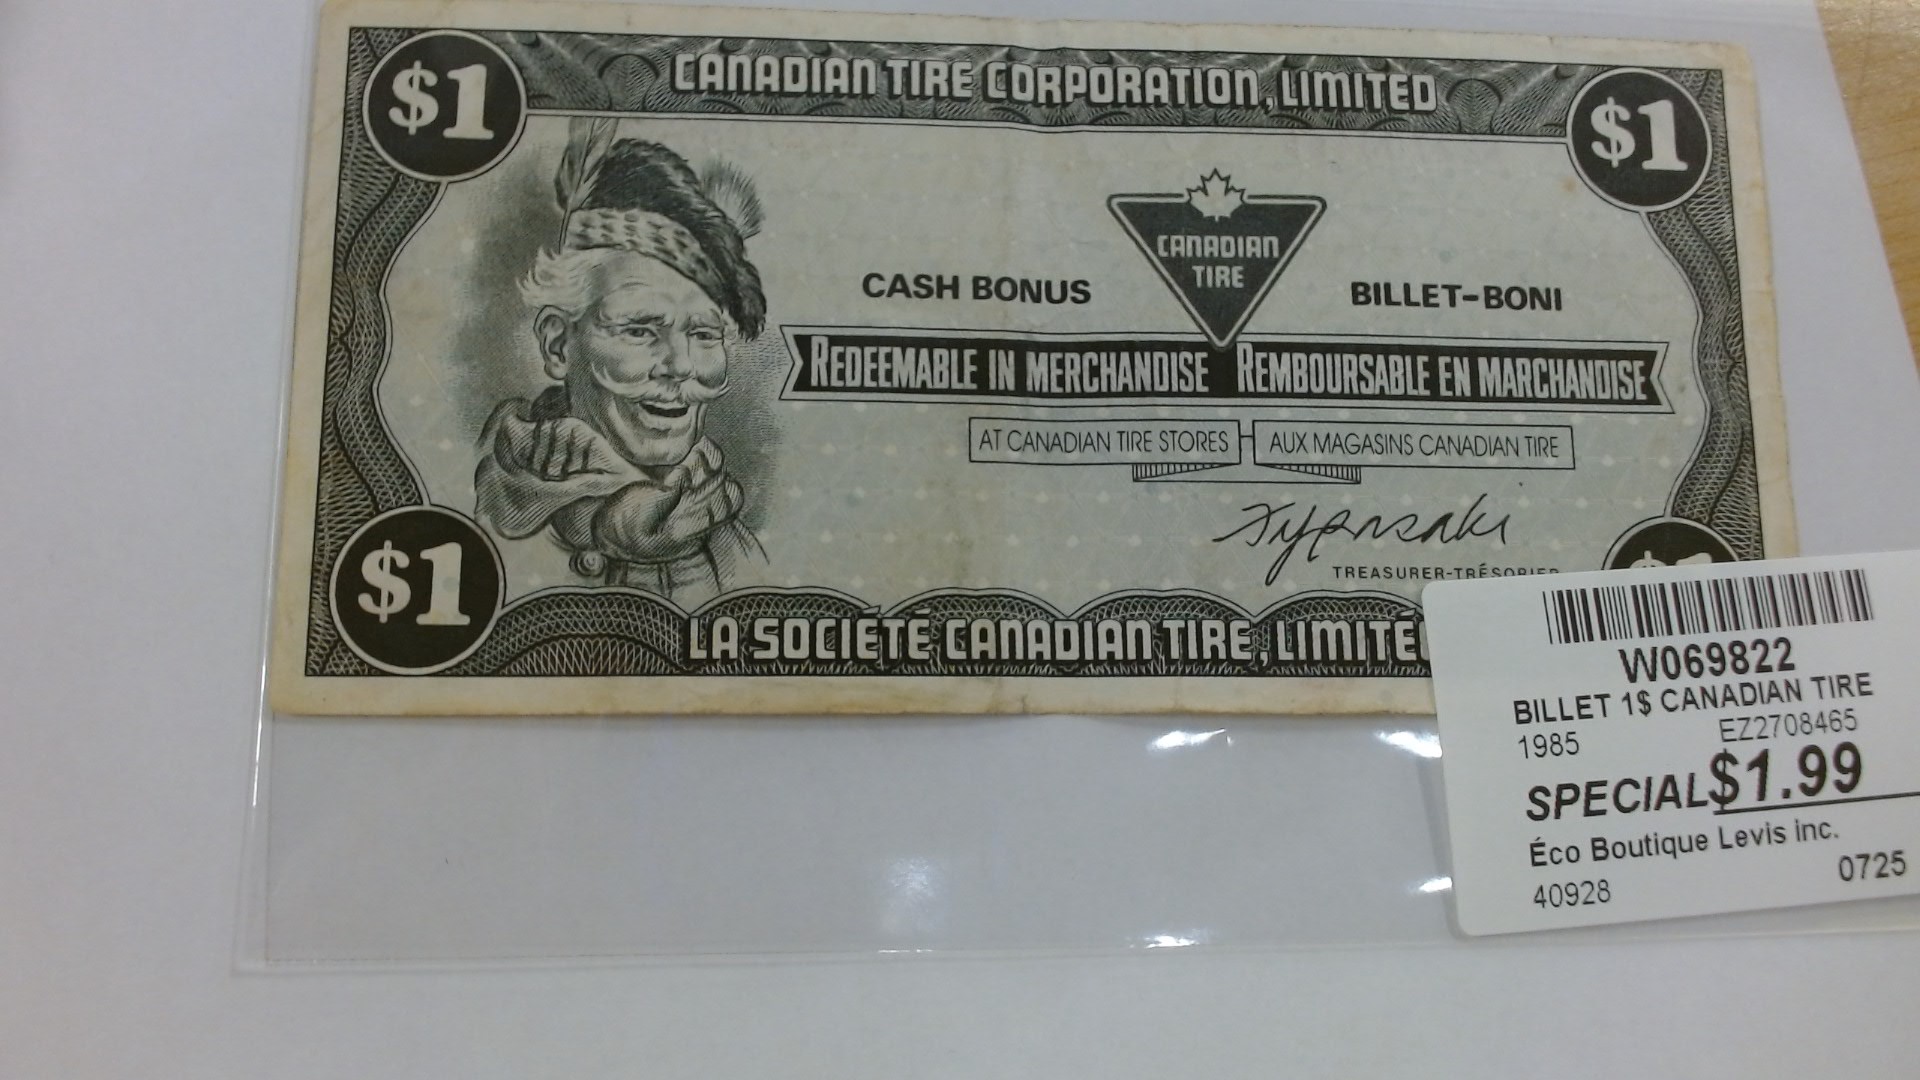 $1 CANADIAN TIRE CORPORATION, LIMITED $1
CANADIAN
TIRE
CASH BONUS BILLET-BONI
REDEEMABLE IN MERCHANDISE REMBOURSABLE EN MARCHANDISE
AT CANADIAN TIRE STORES AUX MAGASINS CANADIAN TIRE
TREASURER-TRÉSORIER
$1 $1
LA SOCIÉTÉ CANADIAN TIRE, LIMITÉE
W069822
BILLET 1$ CANADIAN TIRE
1985 EZ2708465
SPECIAL $1.99
Éco Boutique Levis inc.
40928 0725